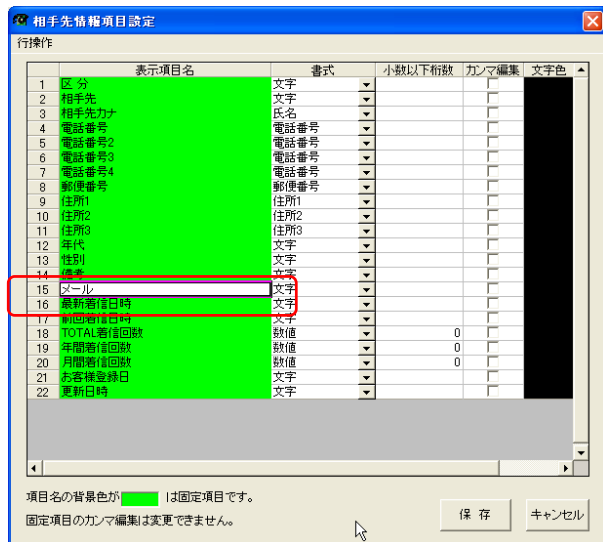 相手先情報項目設定
行操作
表示項目名 書式 小数以下桁数 カンマ編集 文字色
1 区 分 文字
2 相手先 文字
3 相手先カナ 氏名
4 電話番号 電話番号
5 電話番号2 電話番号
6 電話番号3 電話番号
7 電話番号4 電話番号
8 郵便番号 郵便番号
9 住所1 住所1
10 住所2 住所2
11 住所3 住所3
12 年代 文字
13 性別 文字
14 備考 文字
15 メール 文字
16 最新着信日時 文字
17 前回着信日時 文字
18 TOTAL着信回数 数値 0
19 年間着信回数 数値 0
20 月間着信回数 数値 0
21 お客様登録日 文字
22 更新日時 文字
項目名の背景色が は固定項目です。
固定項目のカンマ編集は変更できません。
保 存 キャンセル